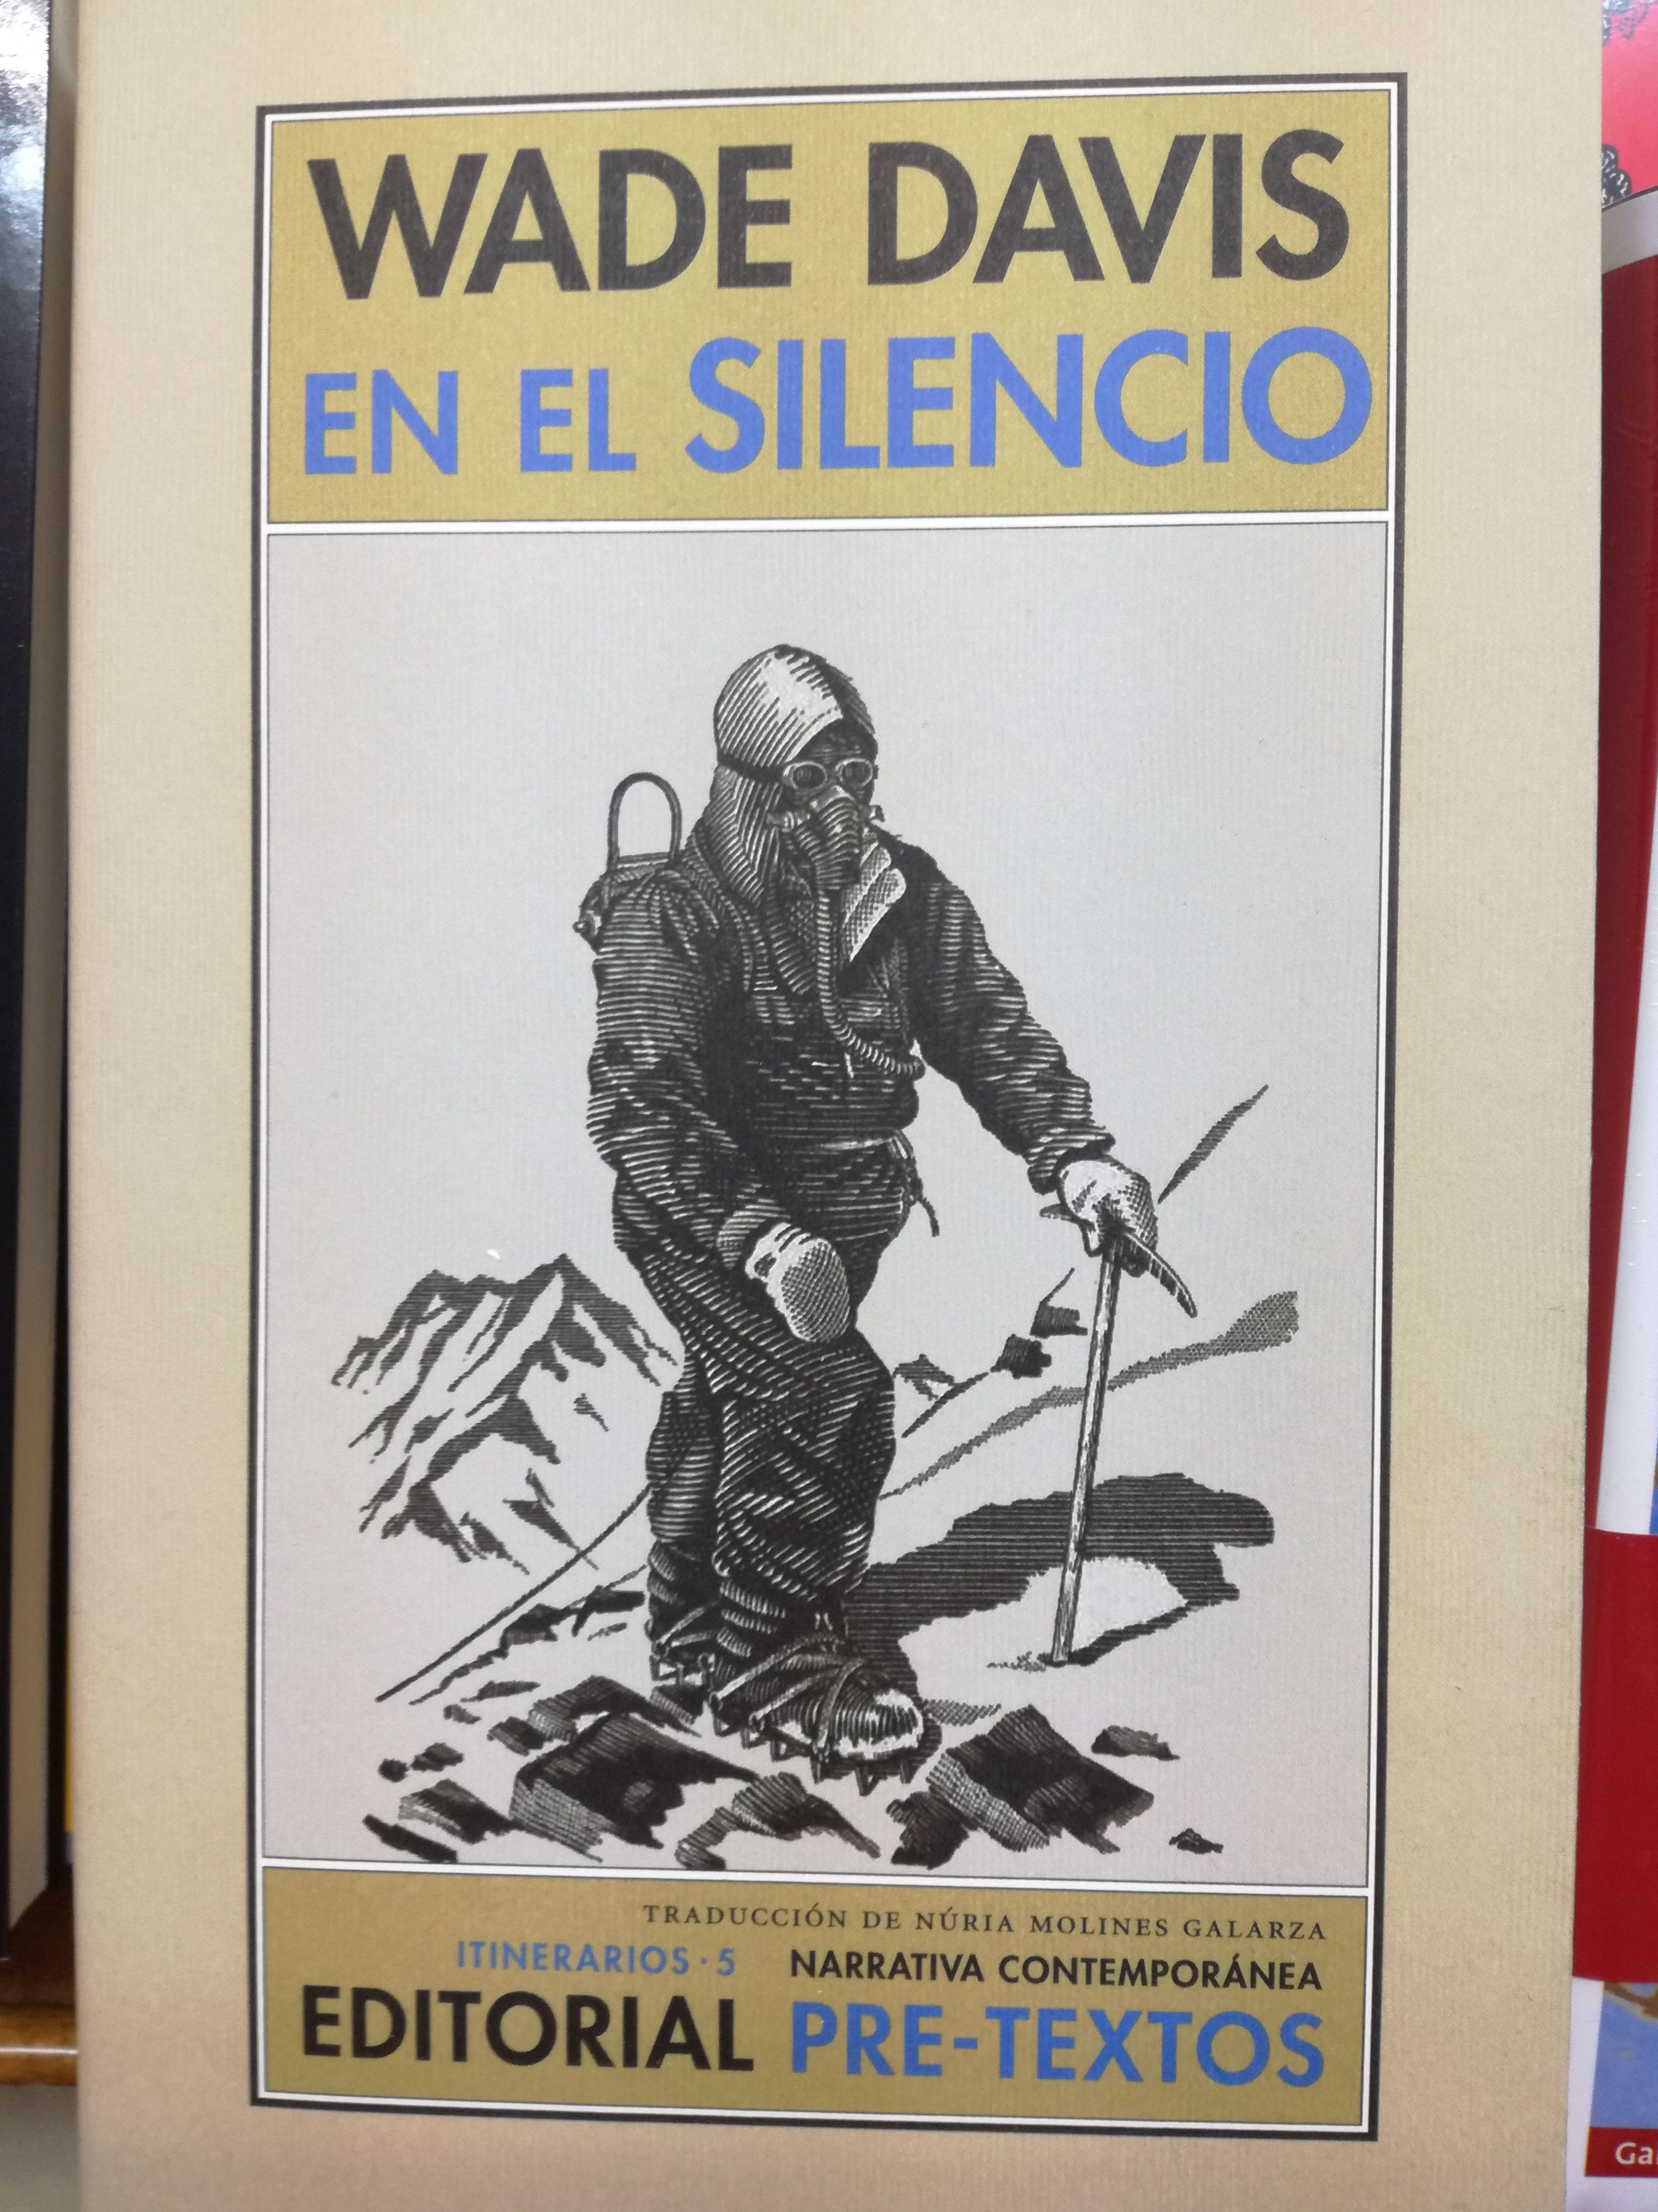 WADE DAVIS
EN EL SILENCIO
TRADUCCIÓN DE NÚRIA MOLINES GALARZA
ITINERARIOS · 5 NARRATIVA CONTEMPORÁNEA
EDITORIAL PRE-TEXTOS